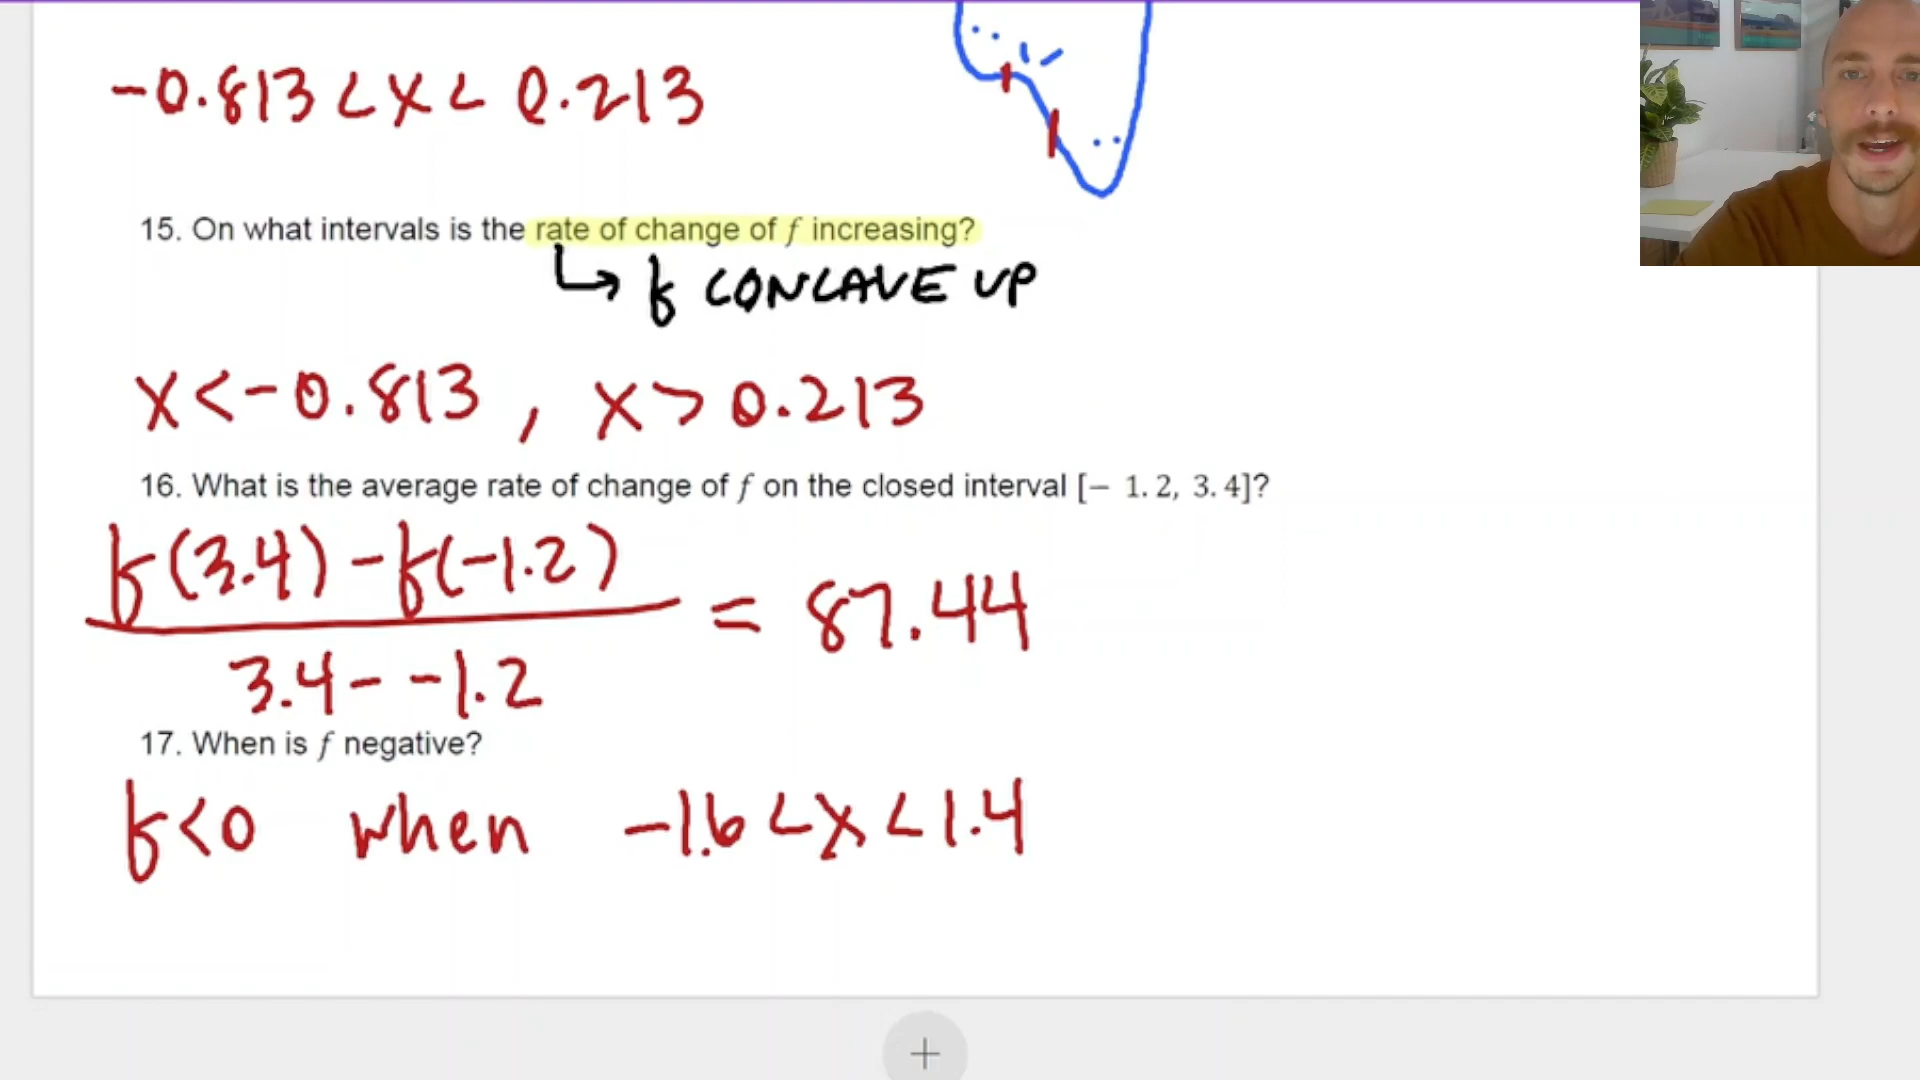 -0.813 < x < 0.213
15. On what intervals is the rate of change of f increasing?
↳ f CONCAVE UP
x < -0.813 , x > 0.213
16. What is the average rate of change of f on the closed interval [− 1. 2, 3. 4]?
f(3.4) - f(-1.2)
= 87.44
3.4 - -1.2
17. When is f negative?
f<0 when -1.6 < x < 1.4